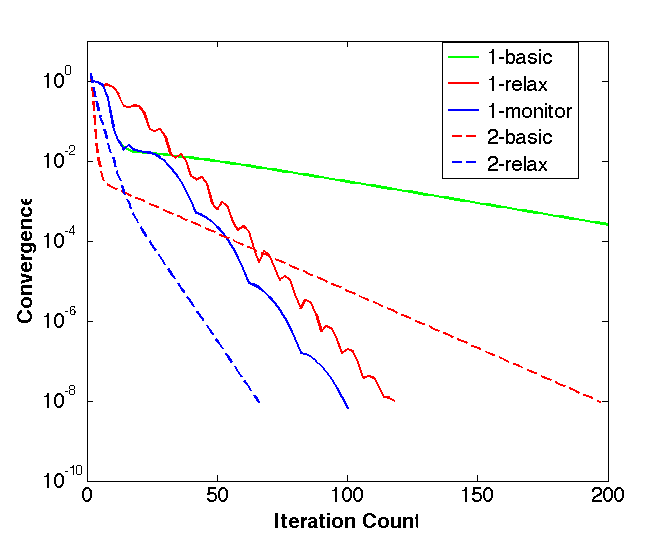 1-basic
1-relax
1-monitor
2-basic
2-relax
10^0
10^-2
10^-4
10^-6
10^-8
10^-10
Convergence
0 50 100 150 200
Iteration Count